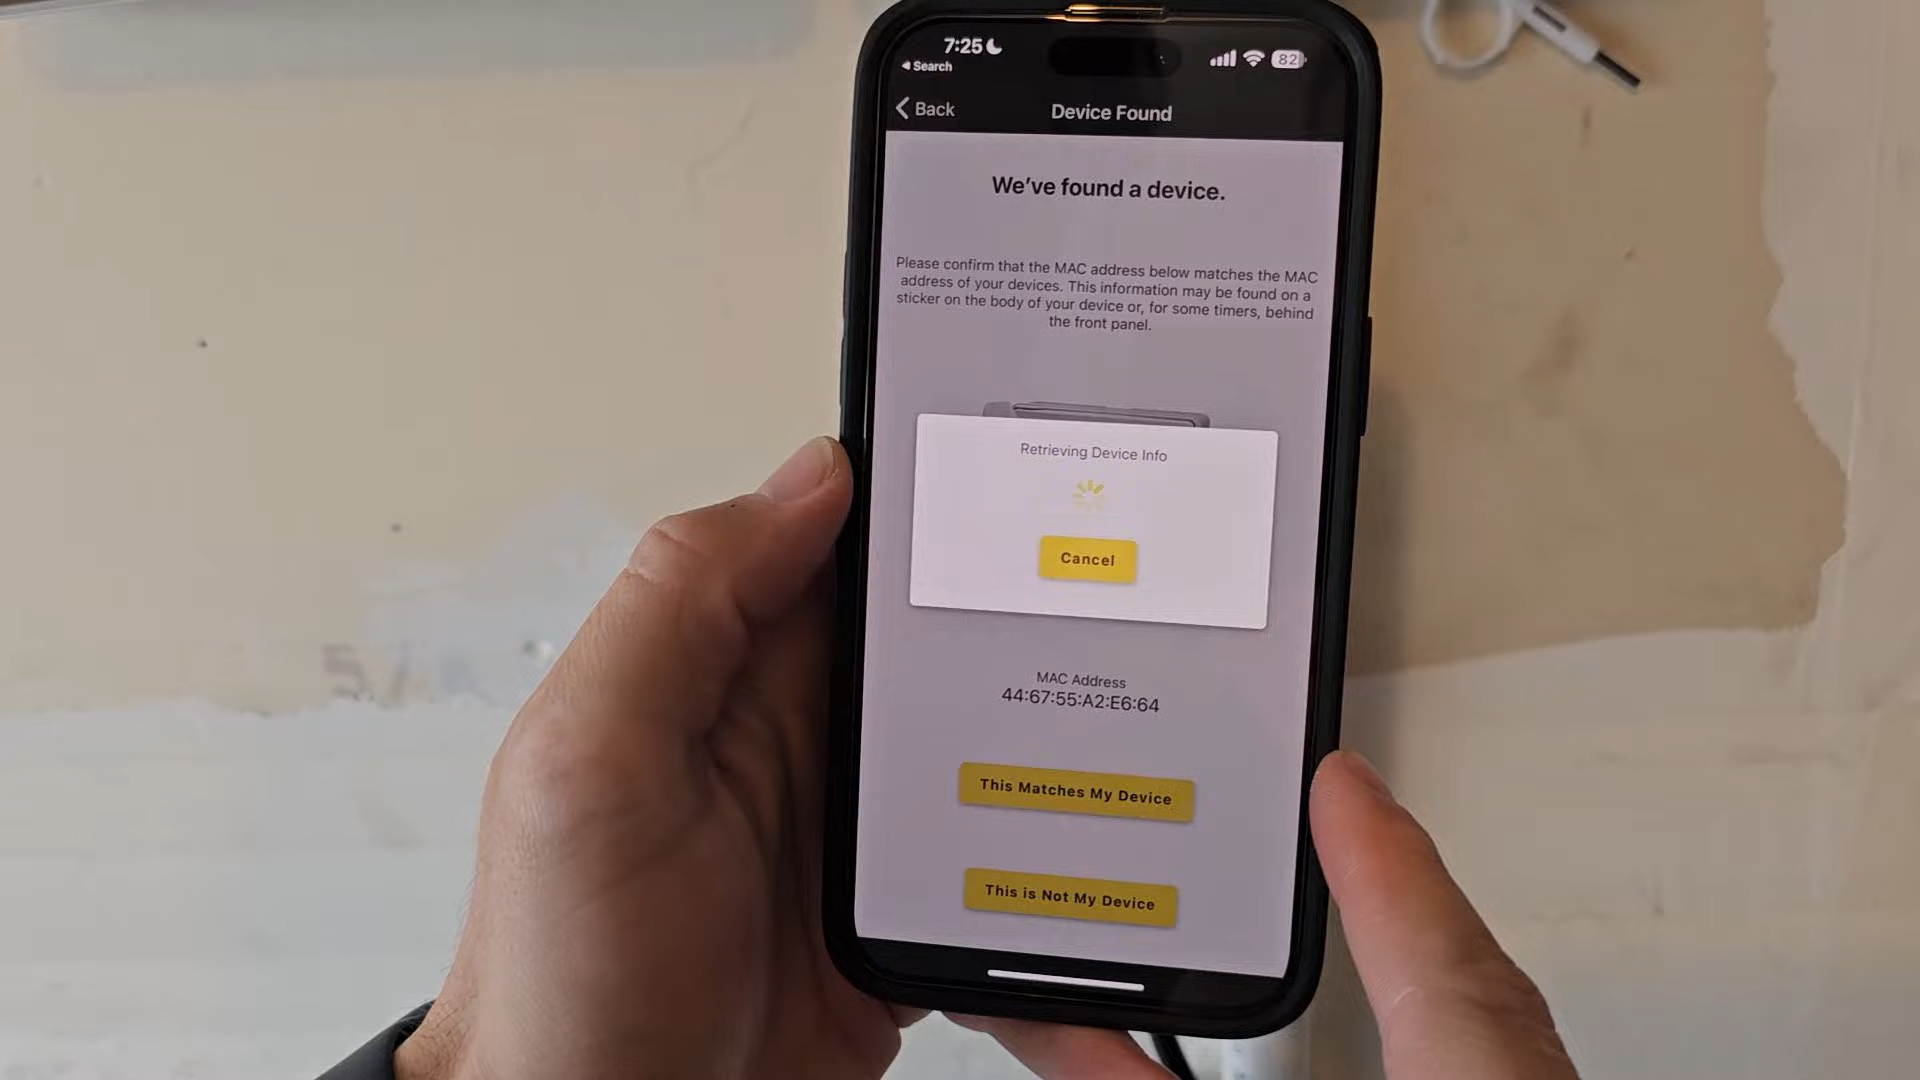 7:25
82
Search
Back
Device Found
We've found a device.
Please confirm that the MAC address below matches the MAC
address of your devices. This information may be found on a
sticker on the body of your device or, for some timers, behind
the front panel.
Retrieving Device Info
Cancel
MAC Address
44:67:55:A2:E6:64
This Matches My Device
This is Not My Device